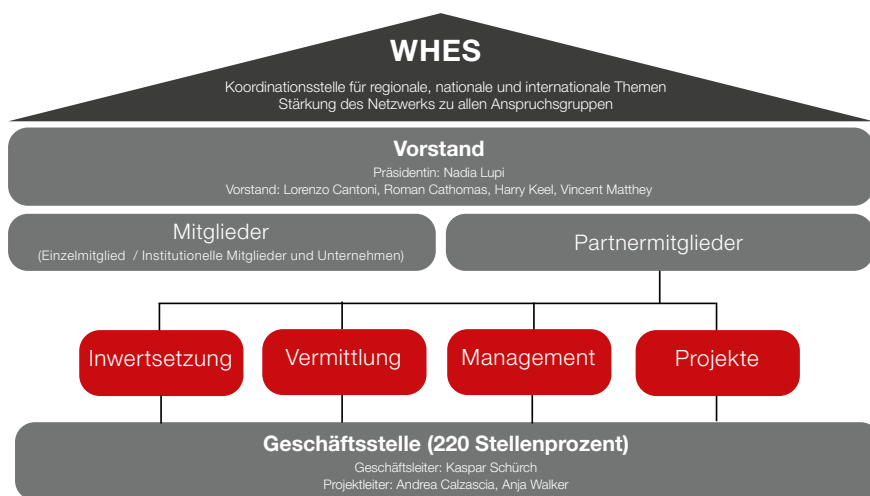 WHES
Koordinationsstelle für regionale, nationale und internationale Themen
Stärkung des Netzwerks zu allen Anspruchsgruppen
Vorstand
Präsidentin: Nadia Lupi
Vorstand: Lorenzo Cantoni, Roman Cathomas, Harry Keel, Vincent Matthey
Mitglieder
(Einzelmitglied / Institutionelle Mitglieder und Unternehmen)
Partnermitglieder
Inwertsetzung
Vermittlung
Management
Projekte
Geschäftsstelle (220 Stellenprozent)
Geschäftsleiter: Kaspar Schürch
Projektleiter: Andrea Calzascia, Anja Walker